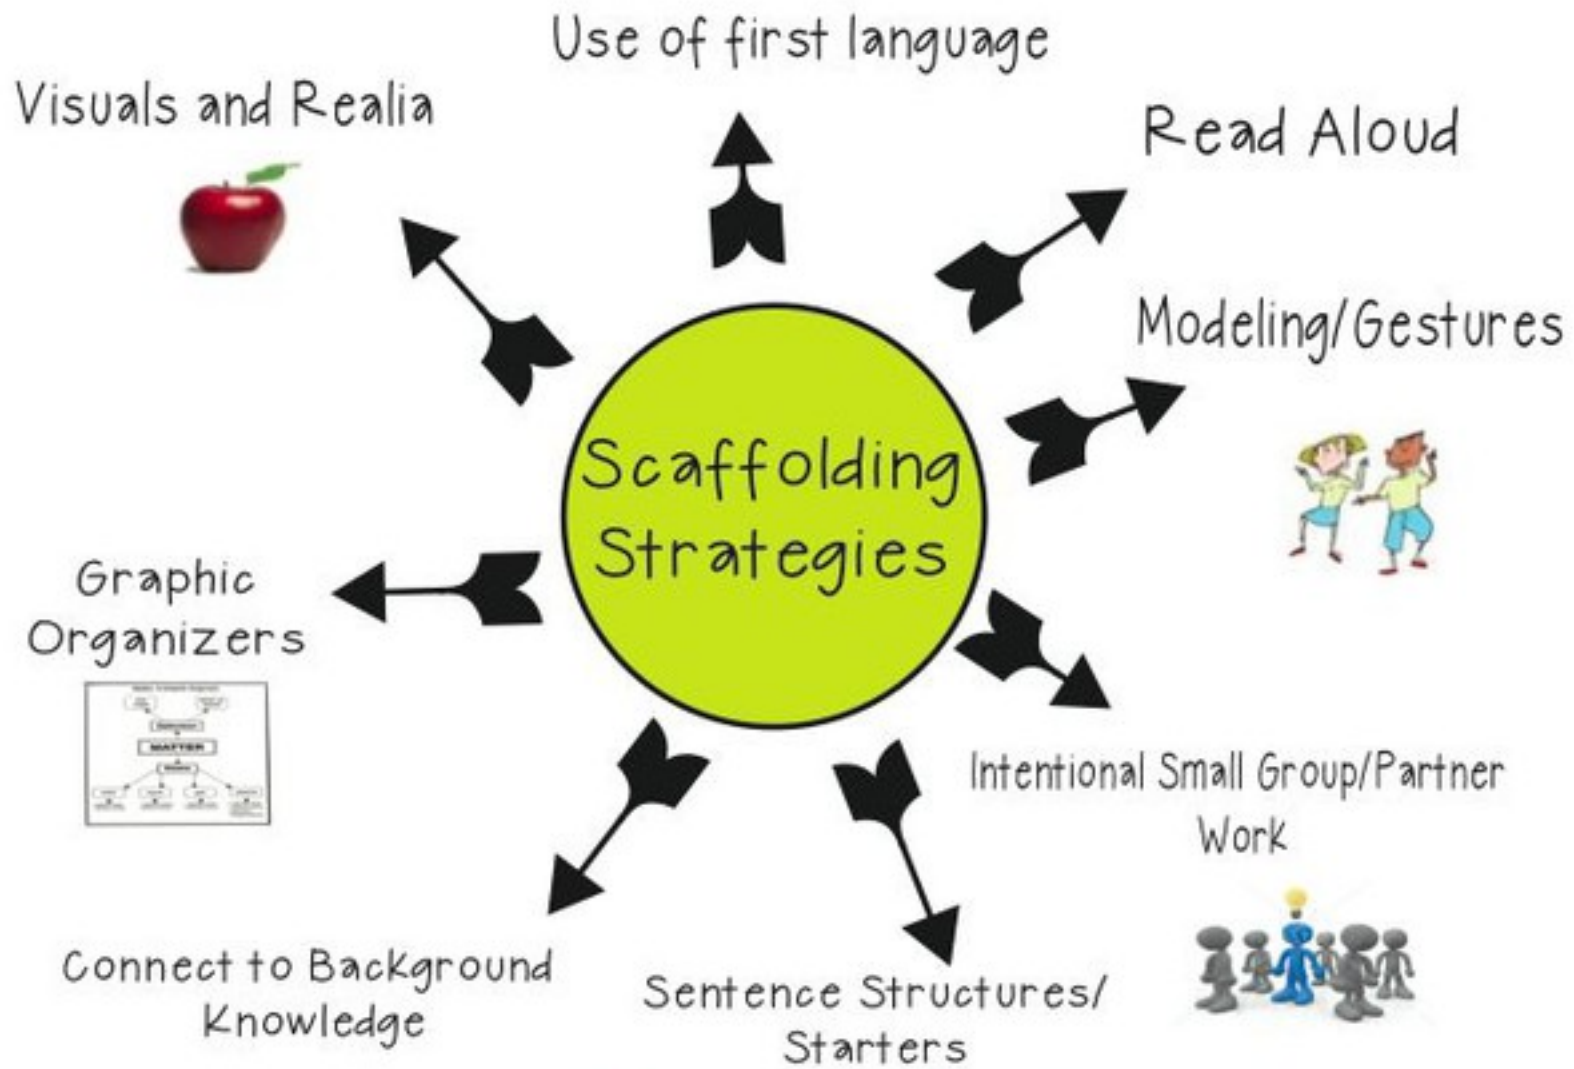 Use of first language
Visuals and Realia
Read Aloud
Modeling/Gestures
Scaffolding
Strategies
Graphic
Organizers
MATTER
Intentional Small Group/Partner
Work
Connect to Background
Knowledge
Sentence Structures/
Starters